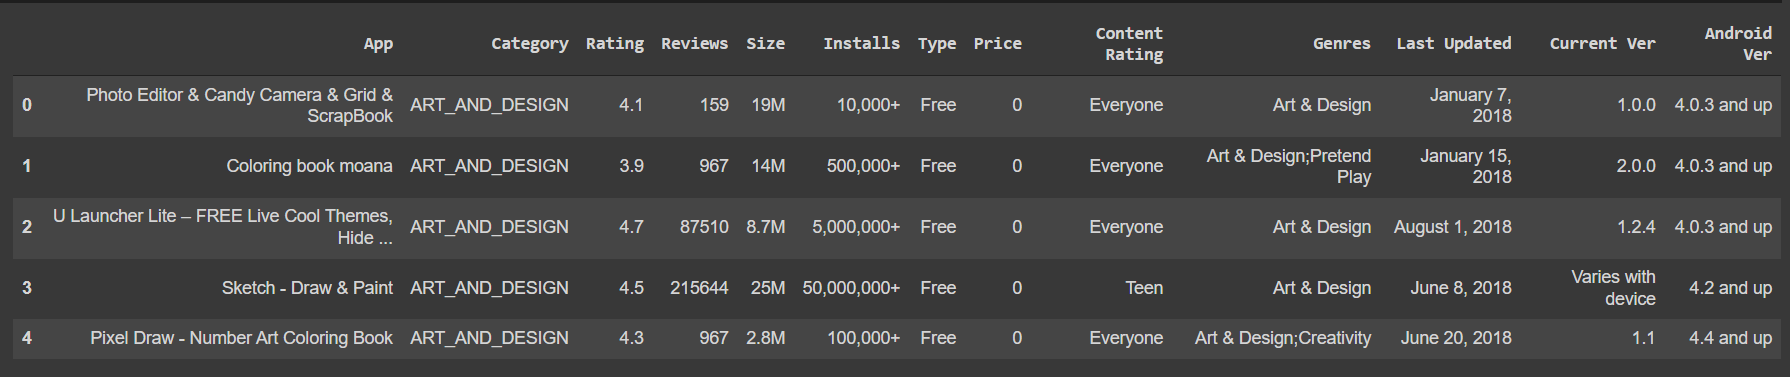 App Category Rating Reviews Size Installs Type Price Content Rating Genres Last Updated Current Ver Android Ver
0 Photo Editor & Candy Camera & Grid & ScrapBook ART_AND_DESIGN 4.1 159 19M 10,000+ Free 0 Everyone Art & Design January 7, 2018 1.0.0 4.0.3 and up
1 Coloring book moana ART_AND_DESIGN 3.9 967 14M 500,000+ Free 0 Everyone Art & Design;Pretend Play January 15, 2018 2.0.0 4.0.3 and up
2 U Launcher Lite – FREE Live Cool Themes, Hide ... ART_AND_DESIGN 4.7 87510 8.7M 5,000,000+ Free 0 Everyone Art & Design August 1, 2018 1.2.4 4.0.3 and up
3 Sketch - Draw & Paint ART_AND_DESIGN 4.5 215644 25M 50,000,000+ Free 0 Teen Art & Design June 8, 2018 Varies with device 4.2 and up
4 Pixel Draw - Number Art Coloring Book ART_AND_DESIGN 4.3 967 2.8M 100,000+ Free 0 Everyone Art & Design;Creativity June 20, 2018 1.1 4.4 and up